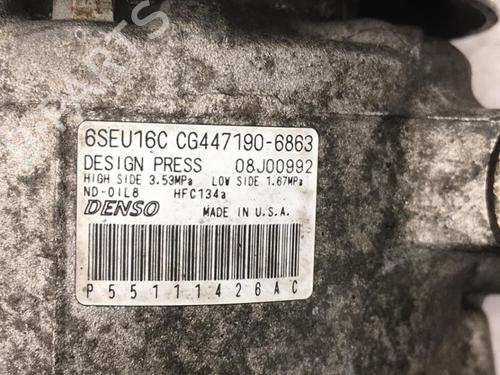 6SEU16C CG447190-6863
DESIGN PRESS 08J00992
HIGH SIDE 3.53MPa LOW SIDE 1.67MPa
ND-OIL8 HFC134a
DENSO MADE IN U.S.A.
P55111426AC